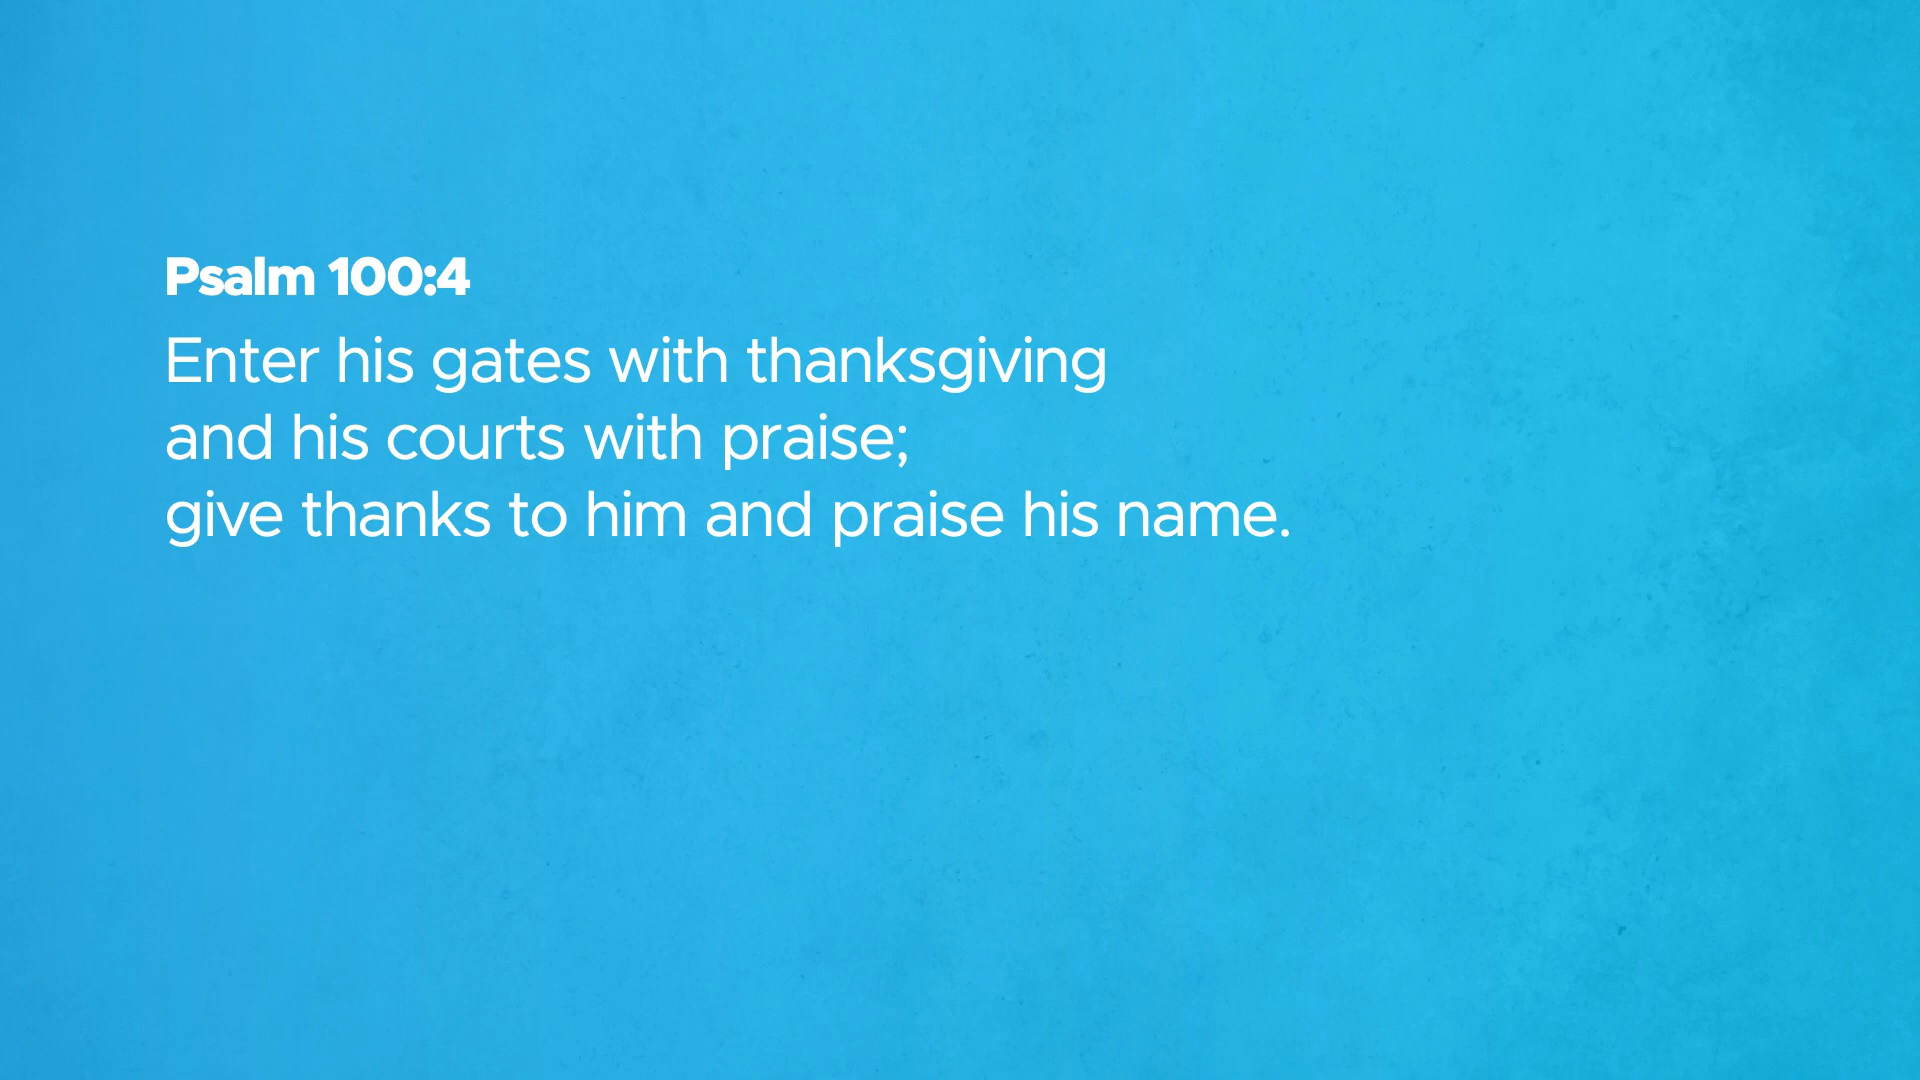 Psalm 100:4
Enter his gates with thanksgiving
and his courts with praise;
give thanks to him and praise his name.